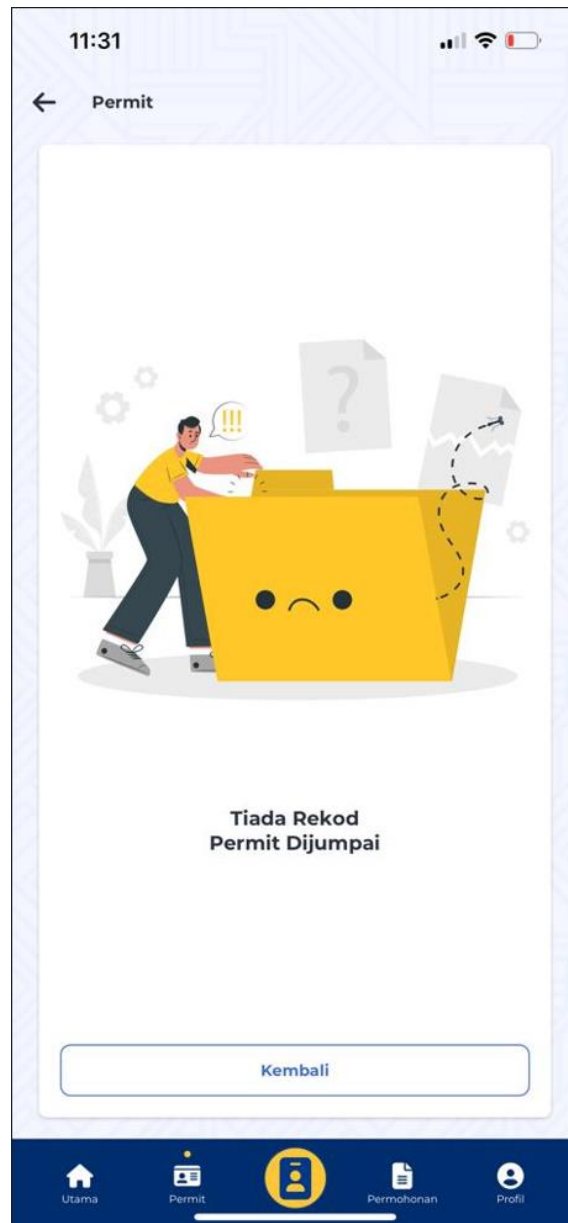 11:31
Permit
!!!
?
Tiada Rekod
Permit Dijumpai
Kembali
Utama
Permit
Permohonan
Profil